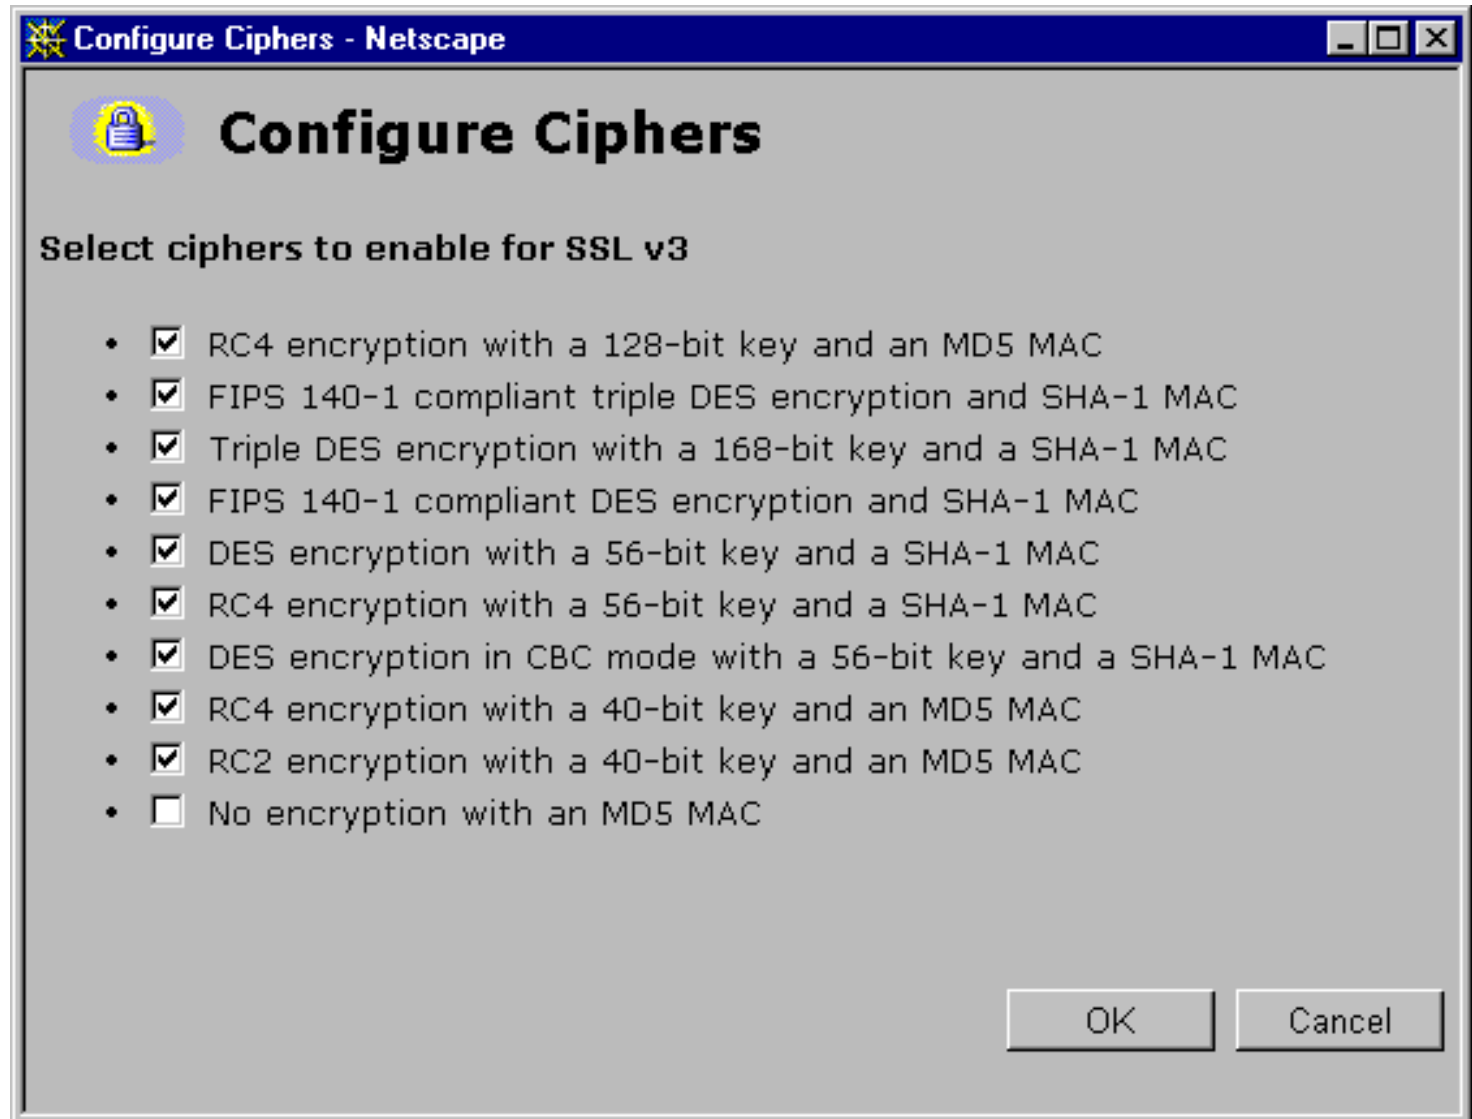 Configure Ciphers - Netscape
Configure Ciphers
Select ciphers to enable for SSL v3
• RC4 encryption with a 128-bit key and an MD5 MAC
• FIPS 140-1 compliant triple DES encryption and SHA-1 MAC
• Triple DES encryption with a 168-bit key and a SHA-1 MAC
• FIPS 140-1 compliant DES encryption and SHA-1 MAC
• DES encryption with a 56-bit key and a SHA-1 MAC
• RC4 encryption with a 56-bit key and a SHA-1 MAC
• DES encryption in CBC mode with a 56-bit key and a SHA-1 MAC
• RC4 encryption with a 40-bit key and an MD5 MAC
• RC2 encryption with a 40-bit key and an MD5 MAC
• No encryption with an MD5 MAC
OK Cancel